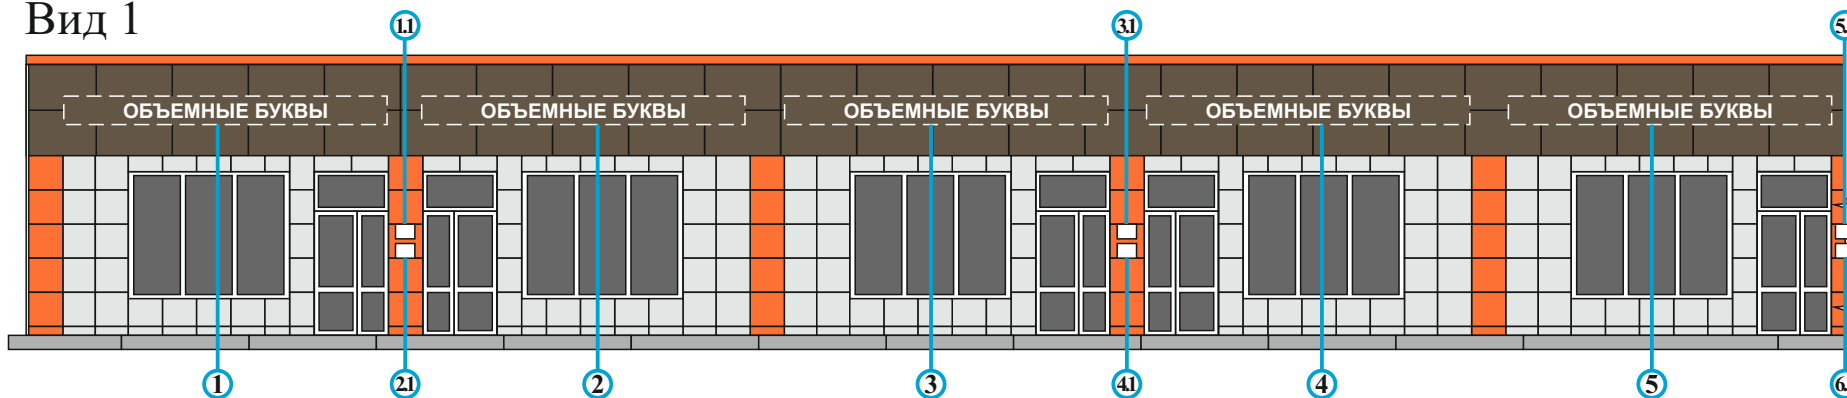 Вид 1
1.1 3.1
ОБЪЕМНЫЕ БУКВЫ ОБЪЕМНЫЕ БУКВЫ ОБЪЕМНЫЕ БУКВЫ ОБЪЕМНЫЕ БУКВЫ ОБЪЕМНЫЕ БУКВЫ
1 2.1 2 3 4.1 4 5